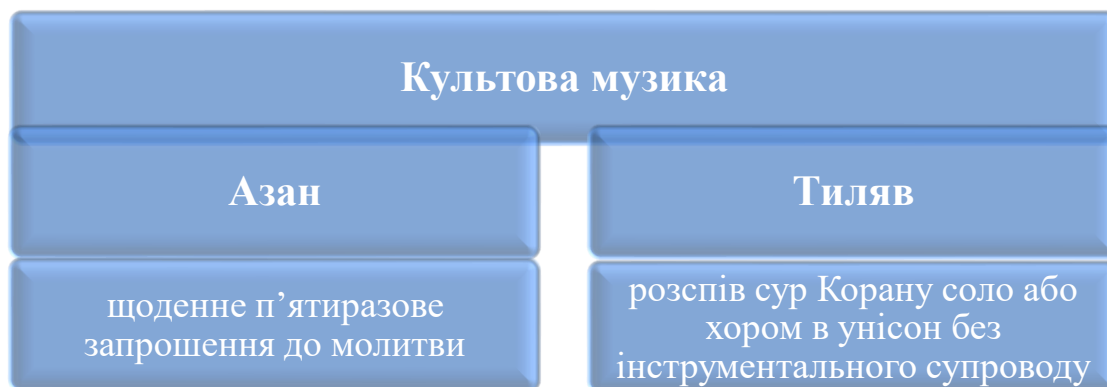 Культова музика
Азан
Тиляв
щоденне п’ятиразове
запрошення до молитви
розспів сур Корану соло або
хором в унісон без
інструментального супроводу